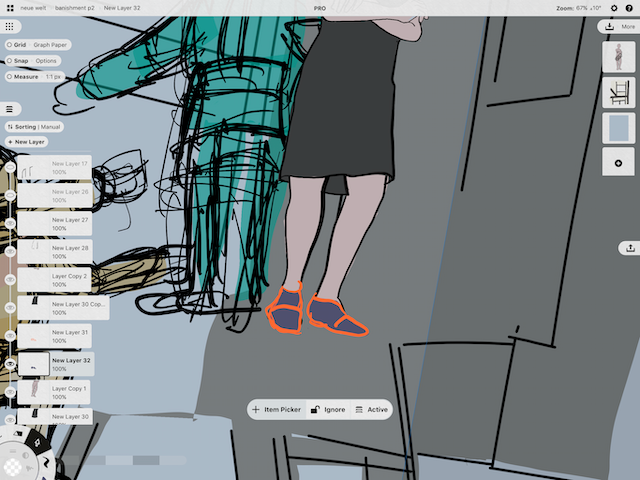 neue welt banishment p2 New Layer 32 PRO Zoom: 67% 10°
Grid · Graph Paper
Snap · Options
Measure · 1:1 px
Sorting | Manual
+ New Layer
New Layer 17
100%
New Layer 26
100%
New Layer 27
100%
New Layer 28
100%
Layer Copy 2
100%
New Layer 30 Cop...
100%
New Layer 31
100%
New Layer 32
100%
Layer Copy 1
100%
New Layer 30
100%
More
Item Picker Ignore Active